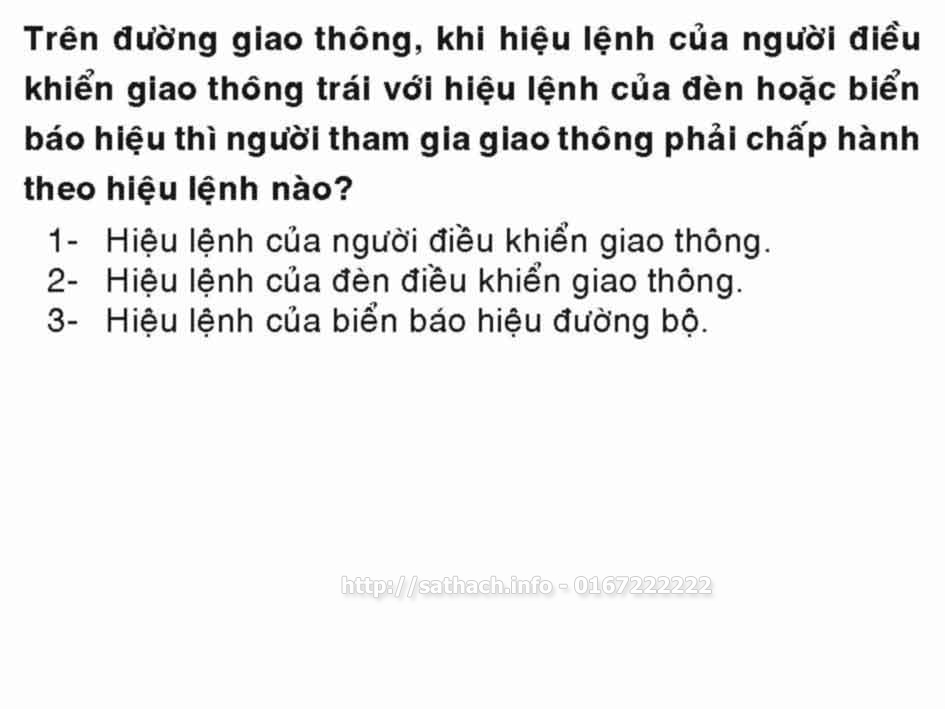 Trên đường giao thông, khi hiệu lệnh của người điều
khiển giao thông trái với hiệu lệnh của đèn hoặc biển
báo hiệu thì người tham gia giao thông phải chấp hành
theo hiệu lệnh nào?
1- Hiệu lệnh của người điều khiển giao thông.
2- Hiệu lệnh của đèn điều khiển giao thông.
3- Hiệu lệnh của biển báo hiệu đường bộ.
http://sathach.info - 0167222222